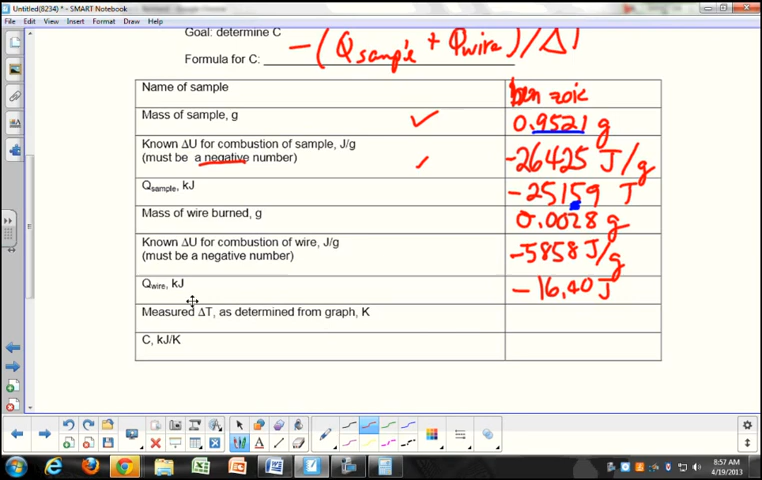 Untitled(8234) * - SMART Notebook
File Edit View Insert Format Tools Draw Help
Goal: determine C
Formula for C:
-(Qsample + Qwire)/ΔT
Name of sample
benzoic
Mass of sample, g
0.9521 g
Known ΔU for combustion of sample, J/g
(must be a negative number)
-26425 J/g
Qsample, kJ
-25159 J
Mass of wire burned, g
0.0028 g
Known ΔU for combustion of wire, J/g
(must be a negative number)
-5858 J/g
Qwire, kJ
-16.40 J
Measured ΔT, as determined from graph, K
C, kJ/K
8:57 AM
4/19/2013